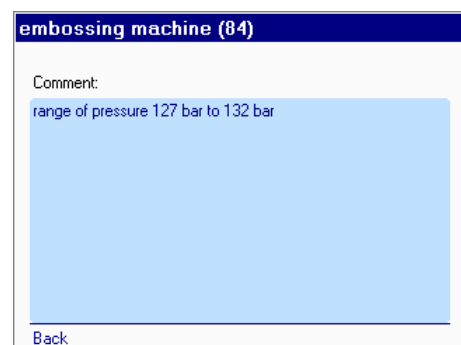 embossing machine (84)
Comment:
range of pressure 127 bar to 132 bar
Back